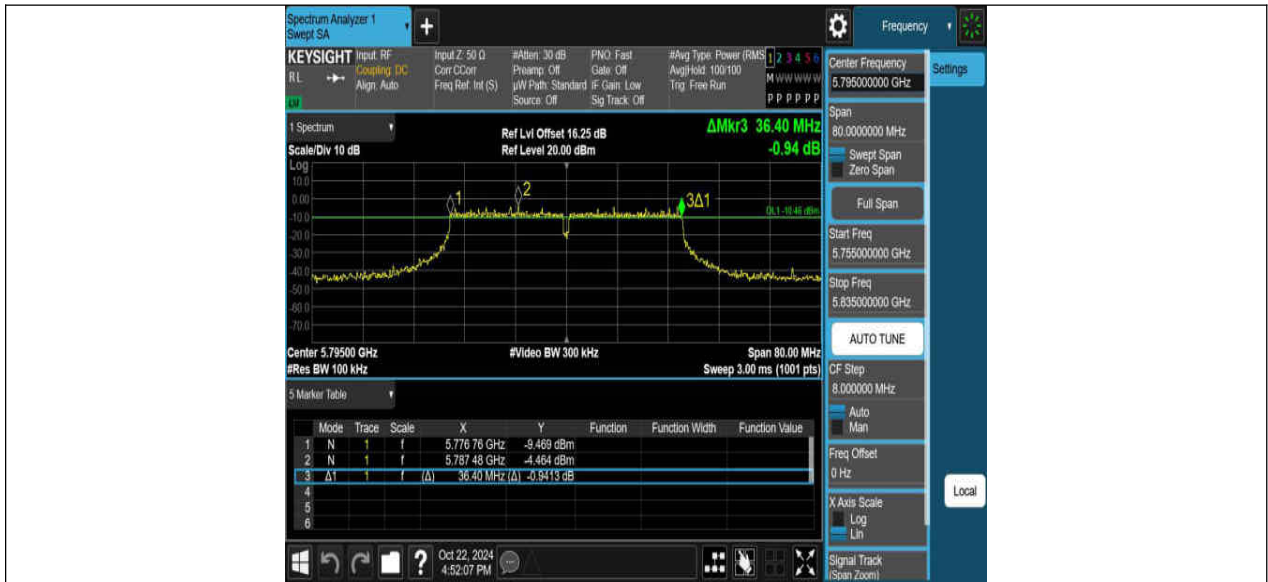 Spectrum Analyzer 1
Swept SA
+
Frequency
KEYSIGHT
RL
LXI
Input: RF
Coupling: DC
Align: Auto
Input Z: 50 Ω
Corr CCorr
Freq Ref: Int (S)
#Atten: 30 dB
Preamp: Off
µW Path: Standard
Source: Off
PNO: Fast
Gate: Off
IF Gain: Low
Sig Track: Off
#Avg Type: Power (RMS
Avg|Hold: 100/100
Trig: Free Run
1 2 3 4 5 6
M W W W W W
P P P P P P
Center Frequency
5.795000000 GHz
Settings
1 Spectrum
Ref Lvl Offset 16.25 dB
ΔMkr3 36.40 MHz
Scale/Div 10 dB
Ref Level 20.00 dBm
-0.94 dB
Log
10.0
0.00
-10.0
-20.0
-30.0
-40.0
-50.0
-60.0
-70.0
1
2
3Δ1
DL1 -10.46 dBm
Center 5.79500 GHz
#Video BW 300 kHz
Span 80.00 MHz
#Res BW 100 kHz
Sweep 3.00 ms (1001 pts)
Span
80.0000000 MHz
Swept Span
Zero Span
Full Span
Start Freq
5.755000000 GHz
Stop Freq
5.835000000 GHz
AUTO TUNE
CF Step
8.000000 MHz
Auto
Man
Freq Offset
0 Hz
X Axis Scale
Log
Lin
Signal Track
(Span Zoom)
Local
5 Marker Table
Mode Trace Scale X Y Function Function Width Function Value
1 N 1 f 5.776 76 GHz -9.469 dBm
2 N 1 f 5.787 48 GHz -4.464 dBm
3 Δ1 1 f (Δ) 36.40 MHz (Δ) -0.9413 dB
4
5
6
?
Oct 22, 2024
4:52:07 PM